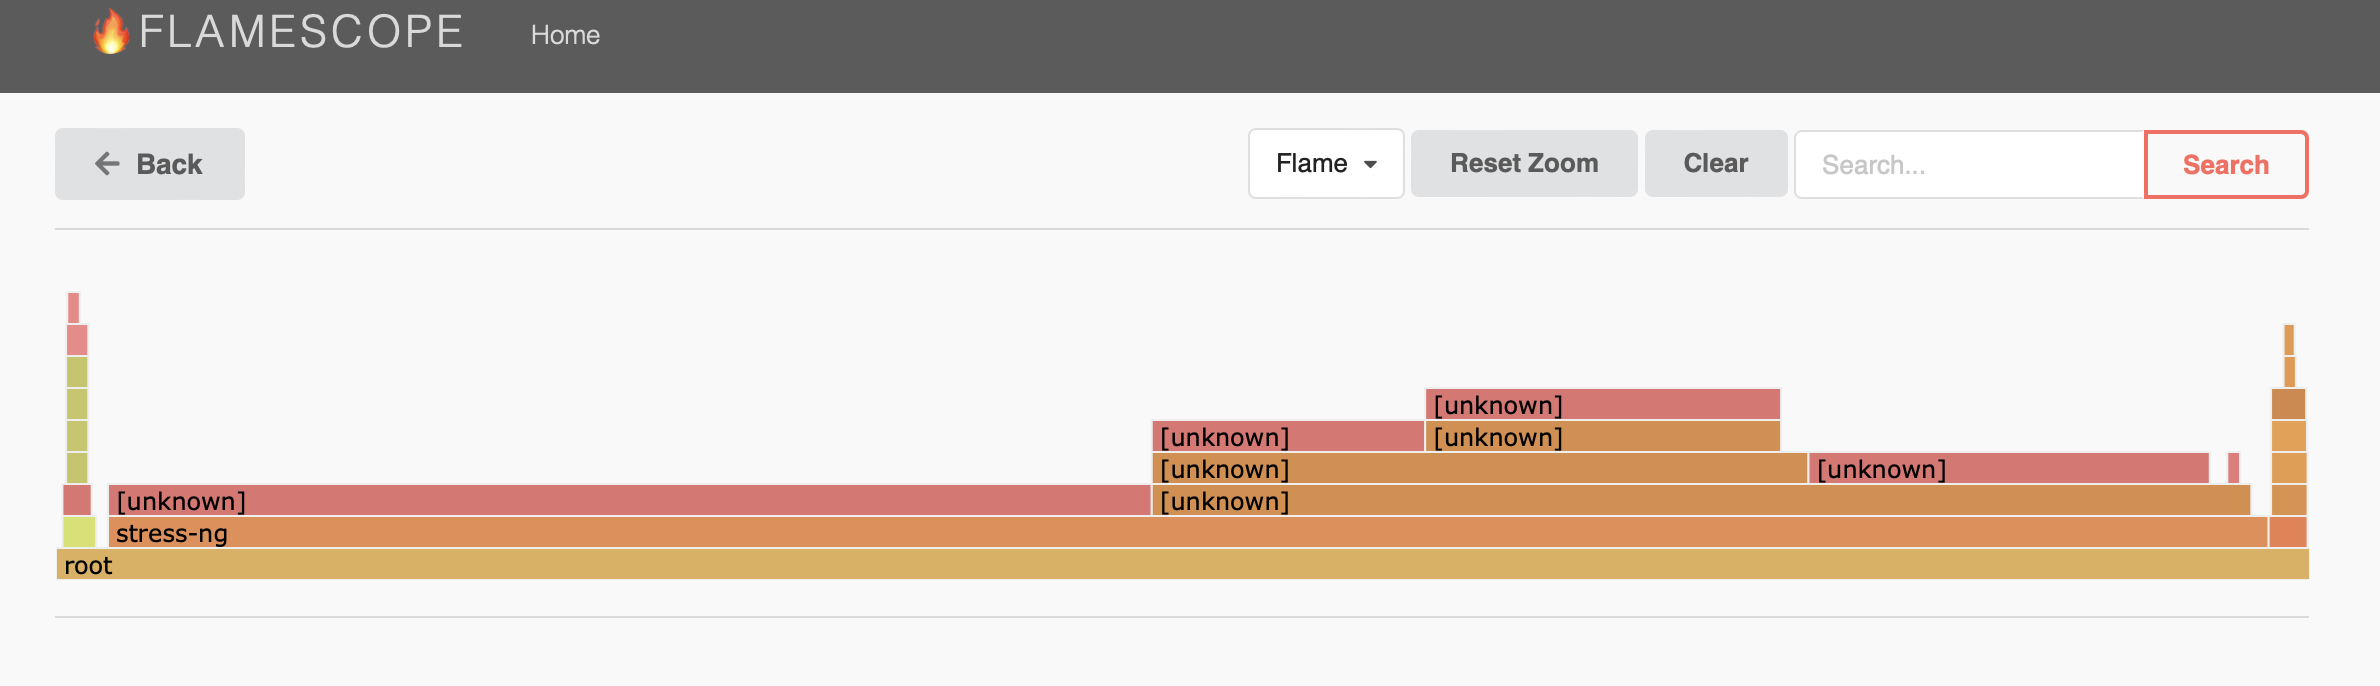 FLAMESCOPE Home
Back Flame Reset Zoom Clear Search... Search
[unknown]
[unknown] [unknown]
[unknown] [unknown]
[unknown] [unknown]
stress-ng
root